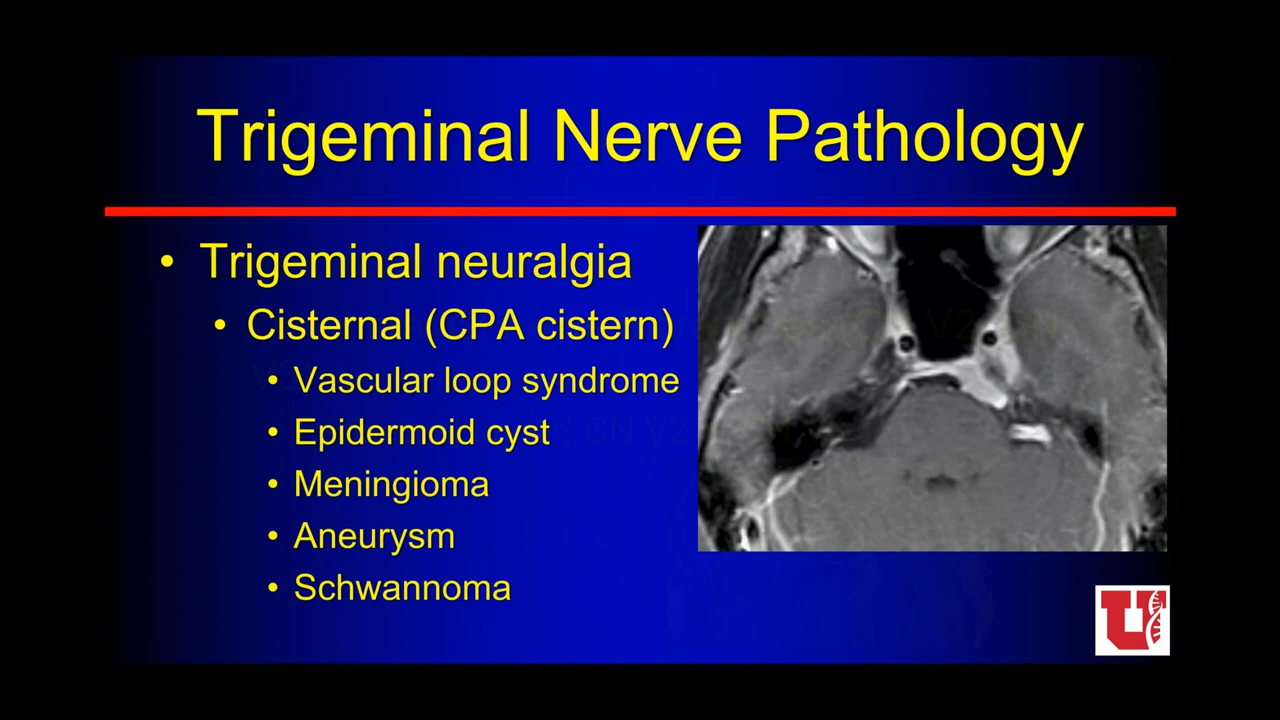 Trigeminal Nerve Pathology
• Trigeminal neuralgia
• Cisternal (CPA cistern)
• Vascular loop syndrome
• Epidermoid cyst
• Meningioma
• Aneurysm
• Schwannoma
U